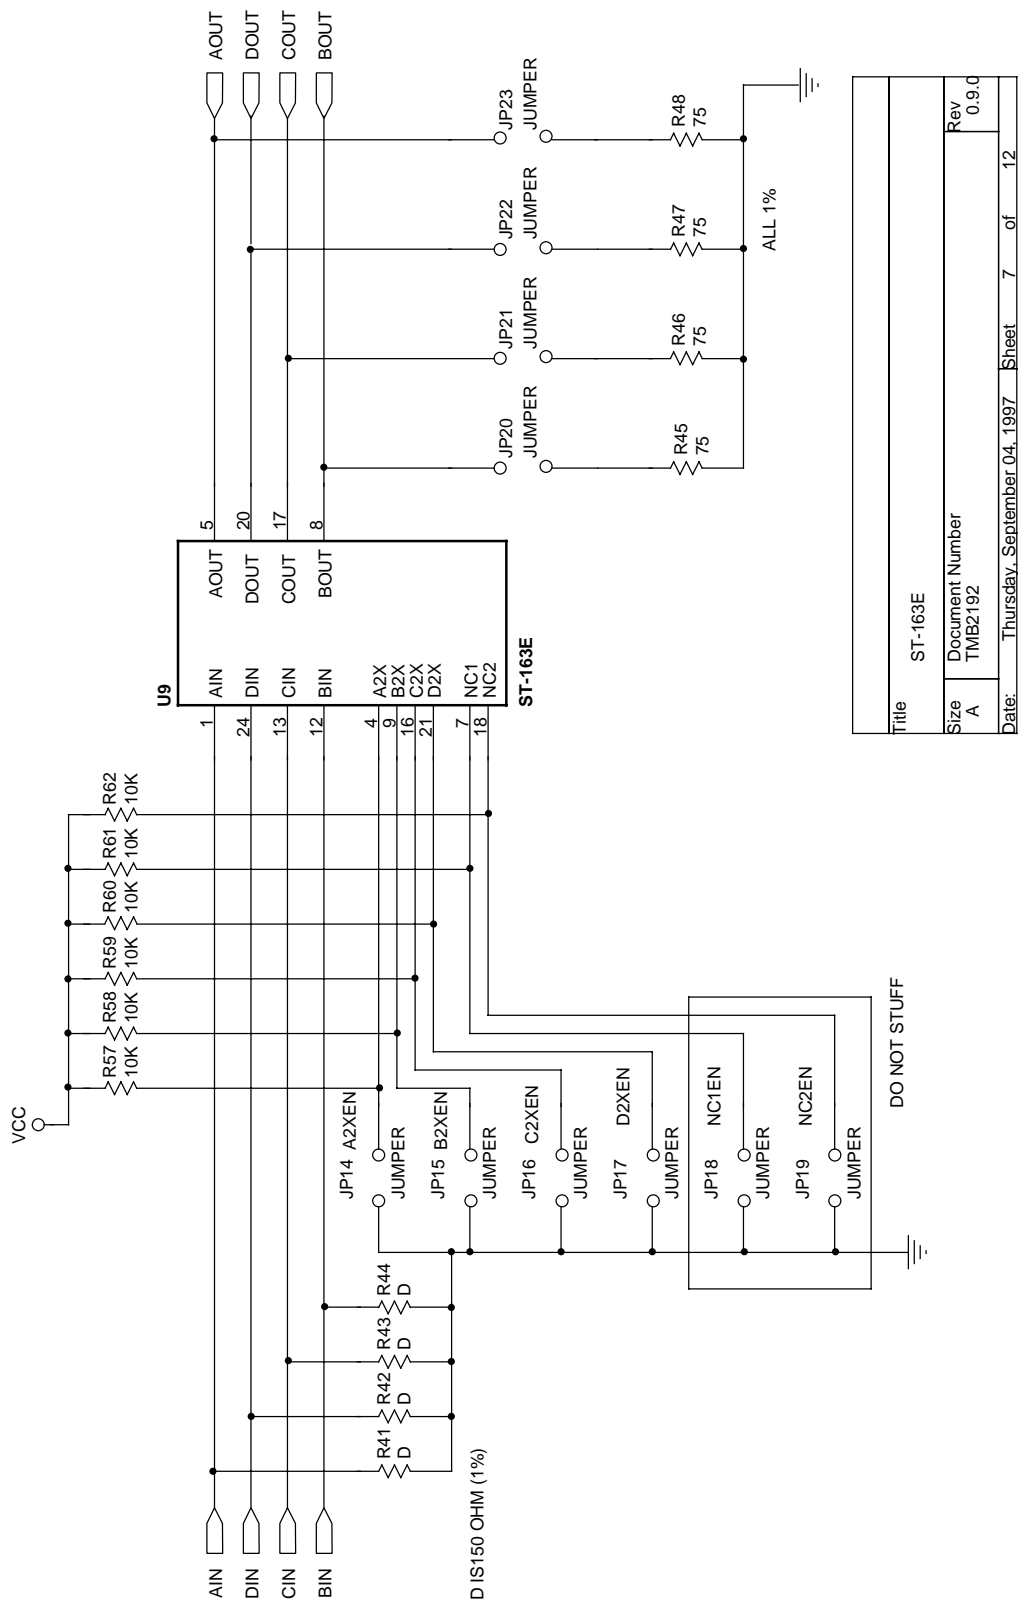 VCC
R57
10K
R58
10K
R59
10K
R60
10K
R61
10K
R62
10K
AIN
DIN
CIN
BIN
R41
D
R42
D
R43
D
R44
D
D IS150 OHM (1%)
JP14
A2XEN
JUMPER
JP15
B2XEN
JUMPER
JP16
C2XEN
JUMPER
JP17
D2XEN
JUMPER
JP18
NC1EN
JUMPER
JP19
NC2EN
JUMPER
DO NOT STUFF
U9
1
AIN
24
DIN
13
CIN
12
BIN
4
A2X
9
B2X
16
C2X
21
D2X
7
NC1
18
NC2
AOUT
5
DOUT
20
COUT
17
BOUT
8
ST-163E
AOUT
DOUT
COUT
BOUT
JP20
JUMPER
JP21
JUMPER
JP22
JUMPER
JP23
JUMPER
R45
75
R46
75
R47
75
R48
75
ALL 1%
Title
ST-163E
Size
A
Document Number
TMB2192
Rev
0.9.0
Date:
Thursday, September 04, 1997
Sheet
7
of
12